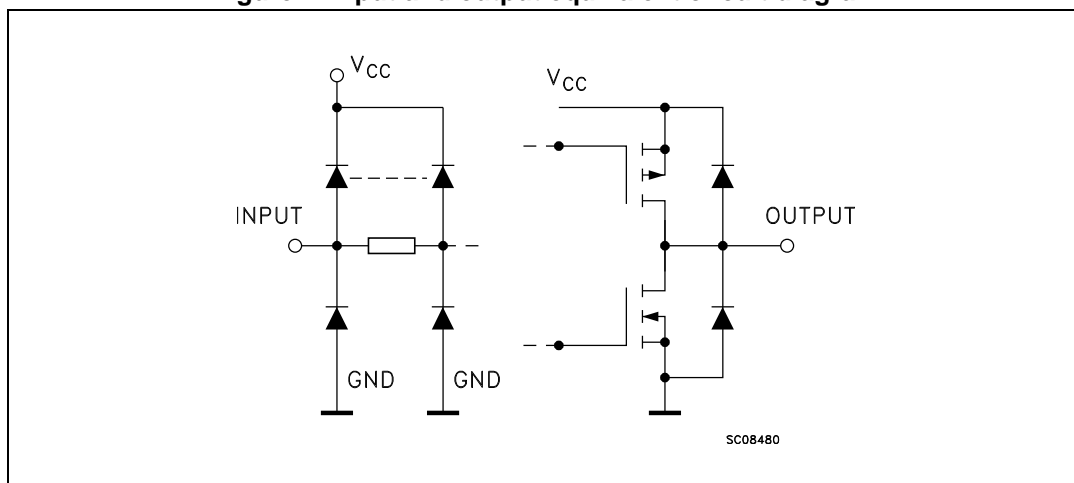 VCC
VCC
INPUT
OUTPUT
GND
GND
SC08480